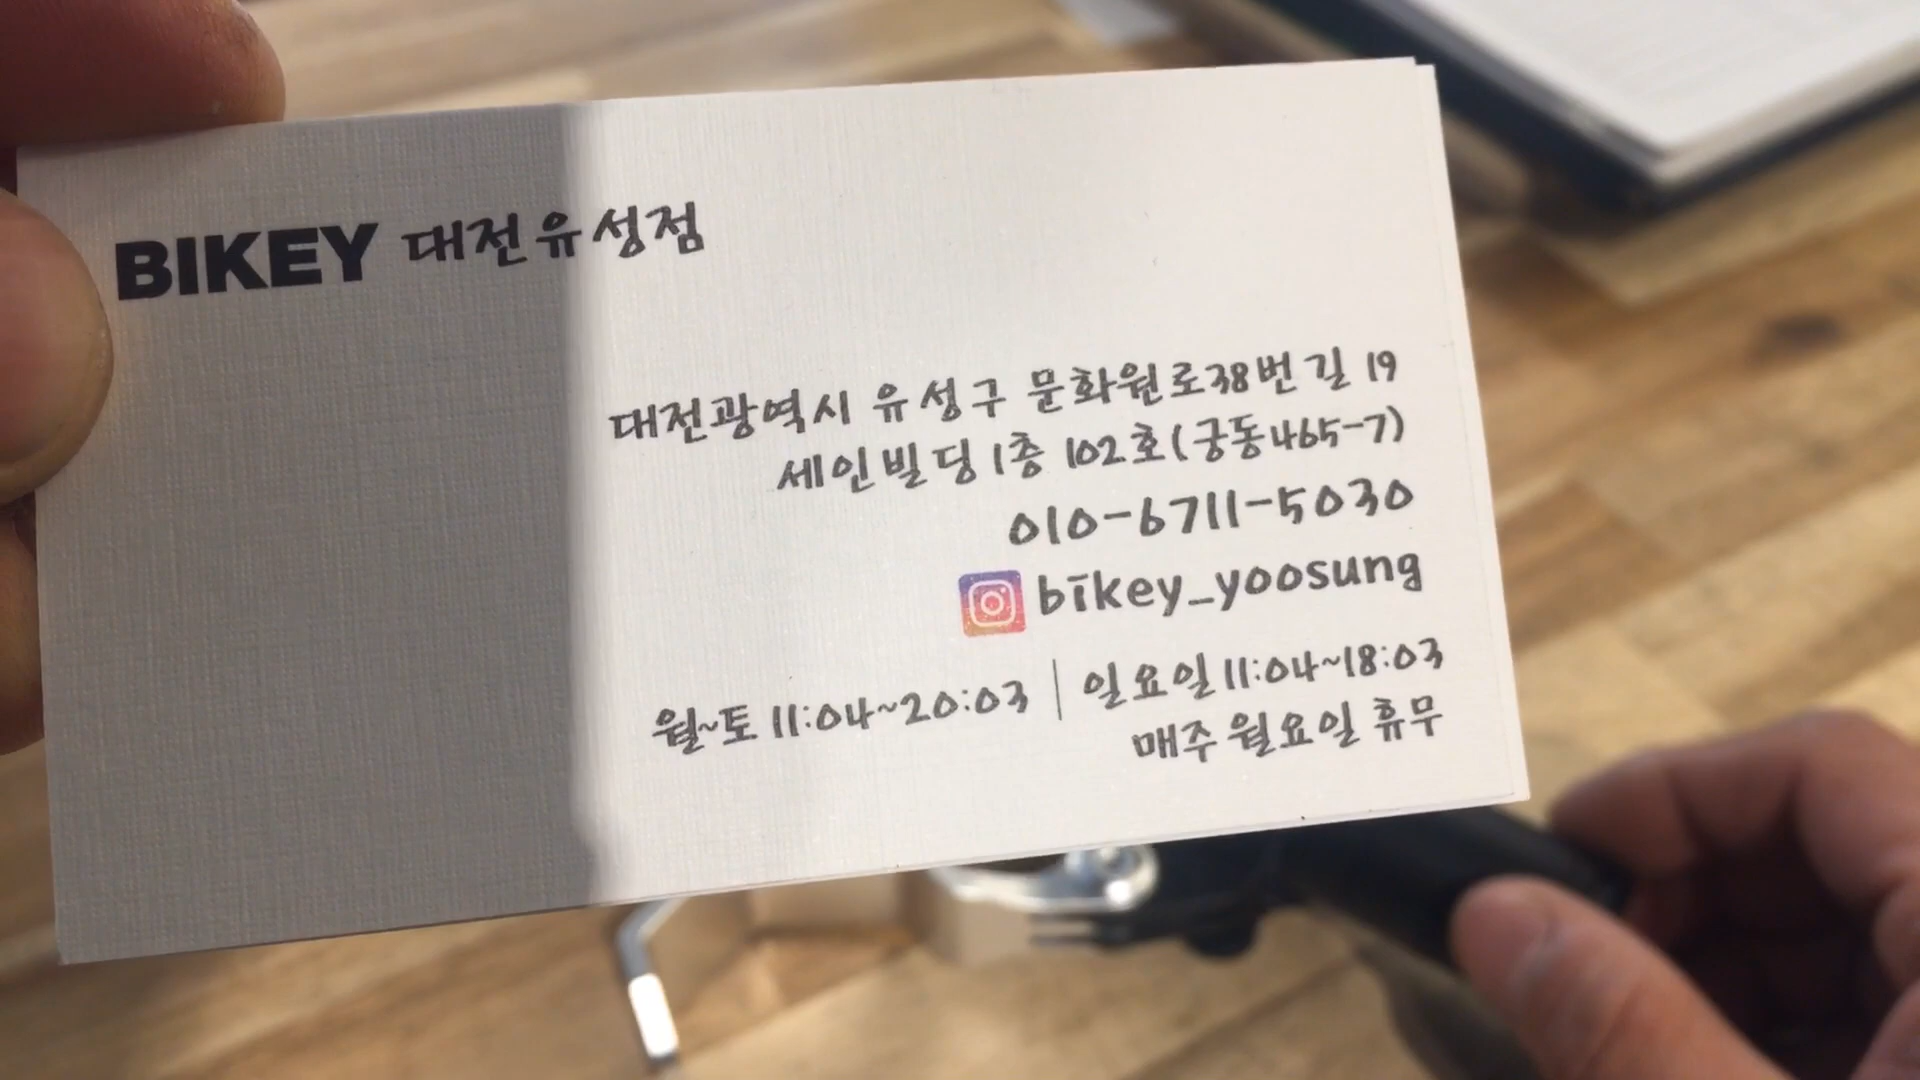 BIKEY 대전유성점
대전광역시 유성구 문화원로38번길 19
세인빌딩 1층 102호(궁동465-7)
010-6711-5030
bikey_yoosung
월~토 11:04~20:03 | 일요일 11:04~18:03
매주 월요일 휴무